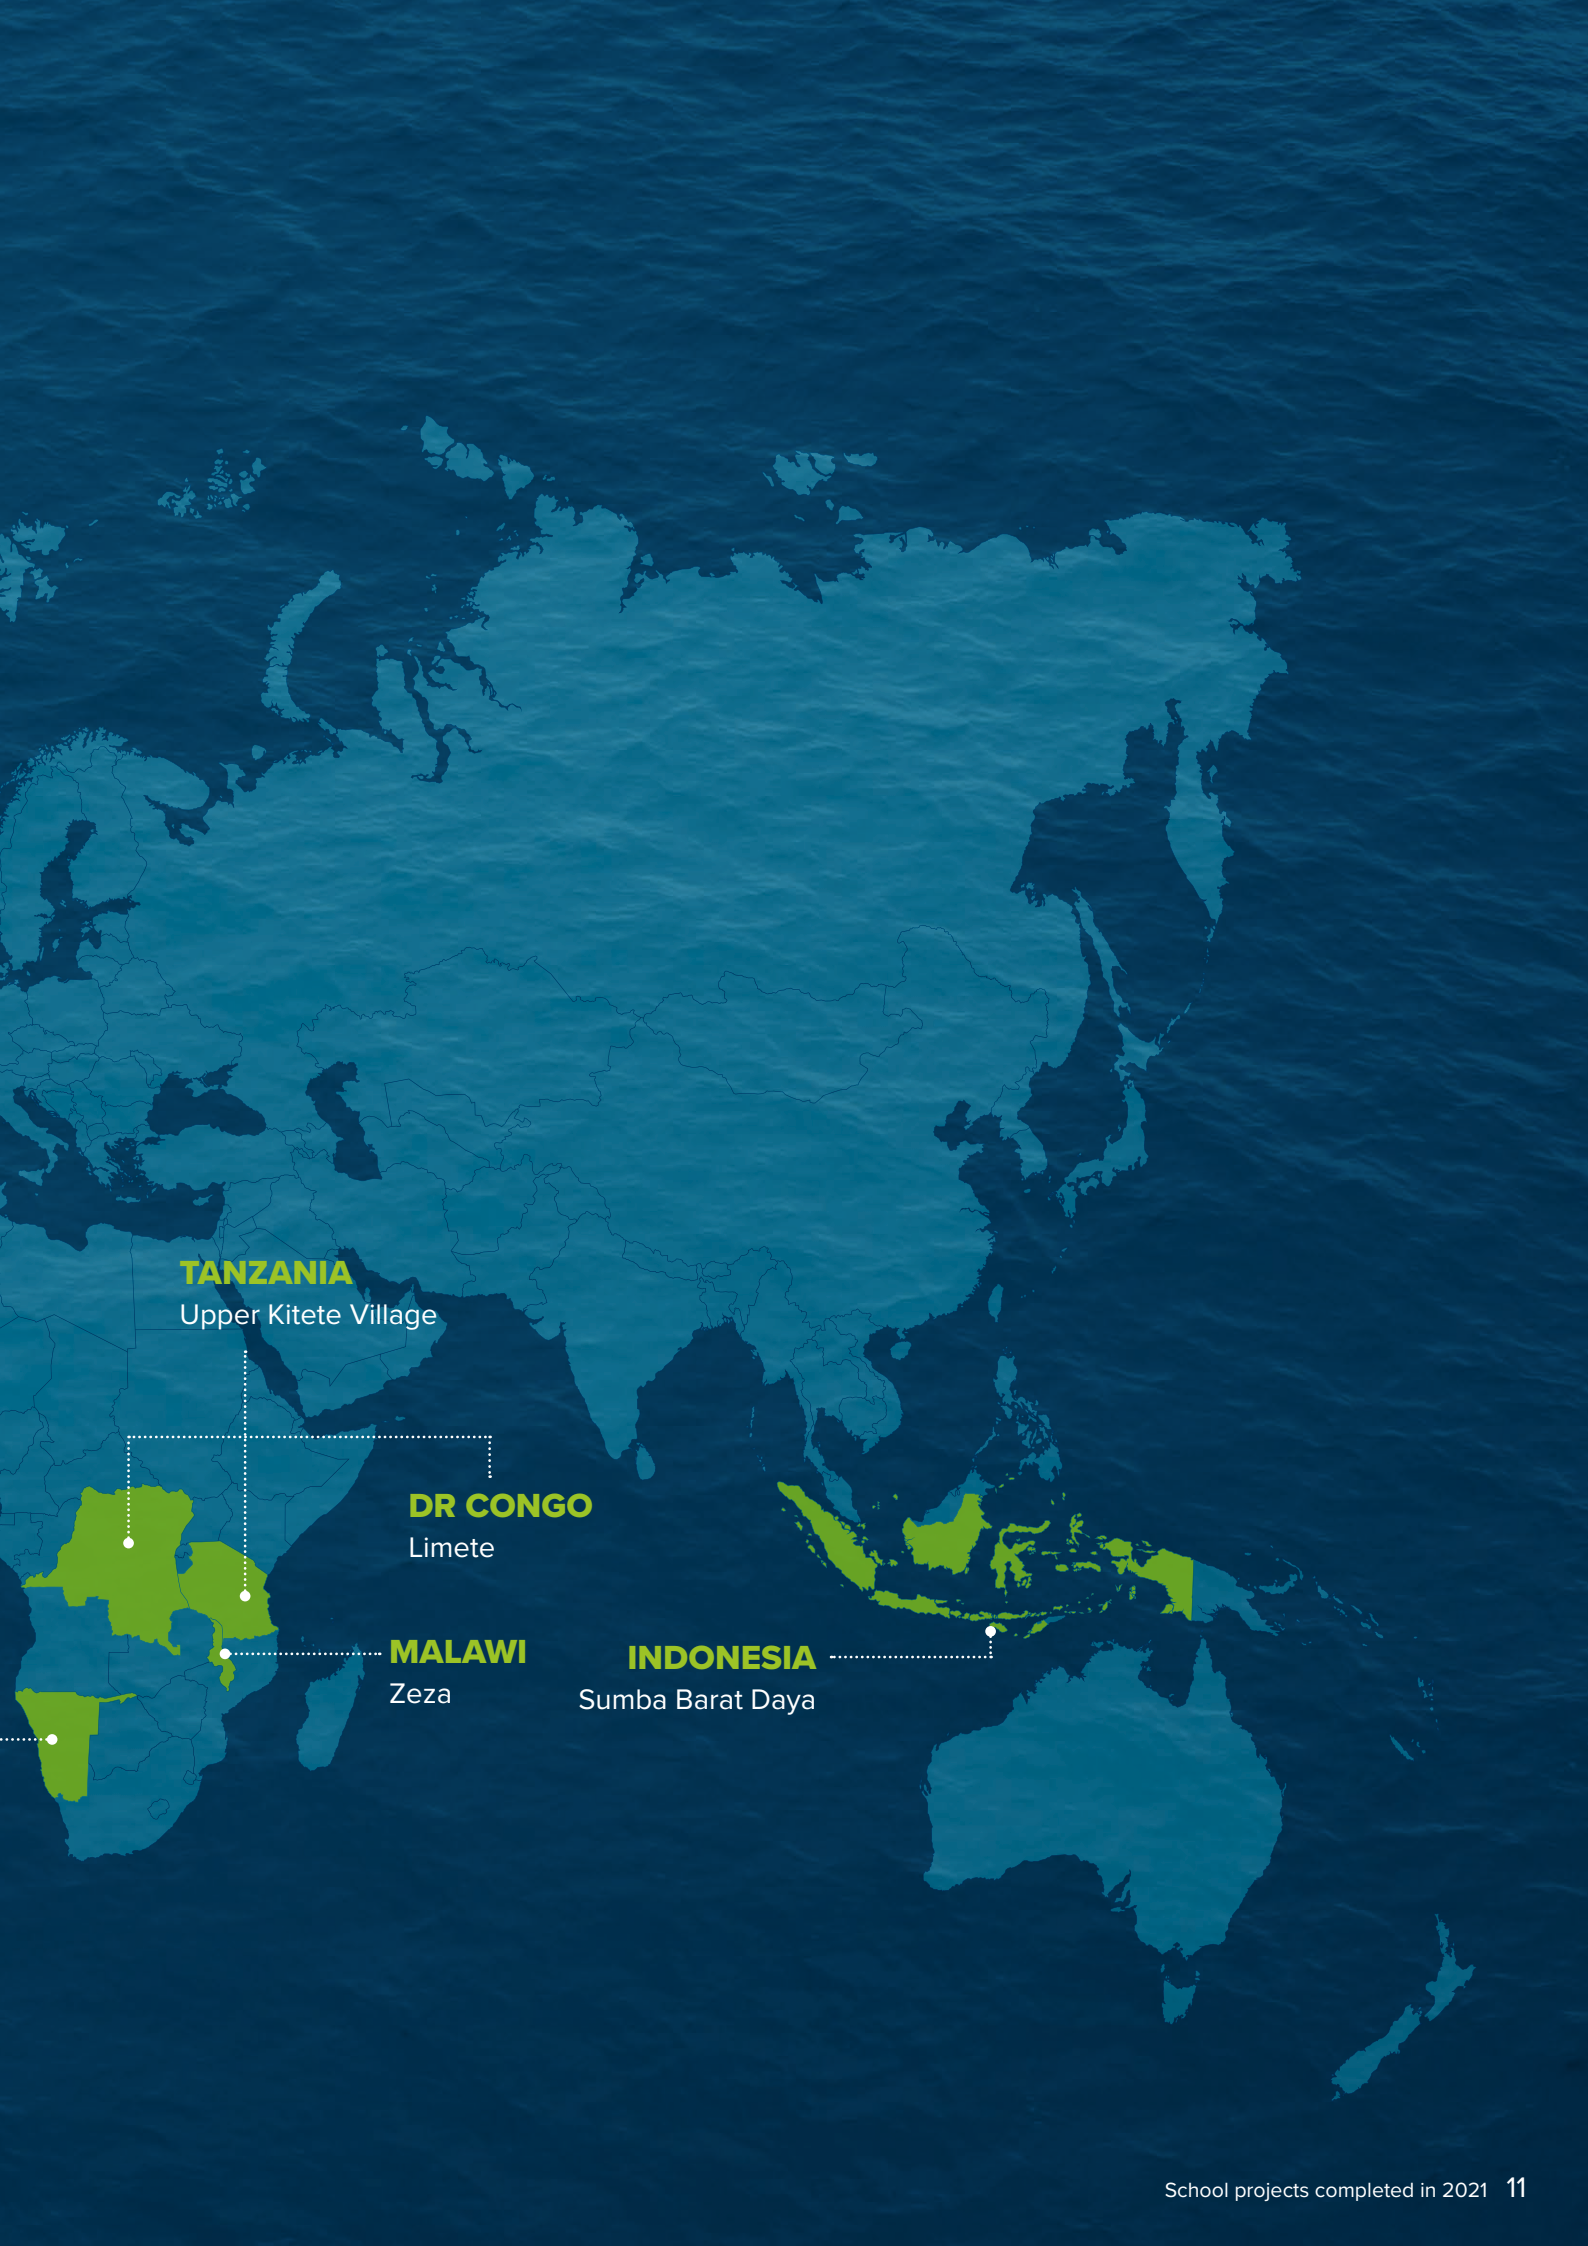 TANZANIA
Upper Kitete Village
DR CONGO
Limete
MALAWI
Zeza
INDONESIA
Sumba Barat Daya
School projects completed in 2021 11